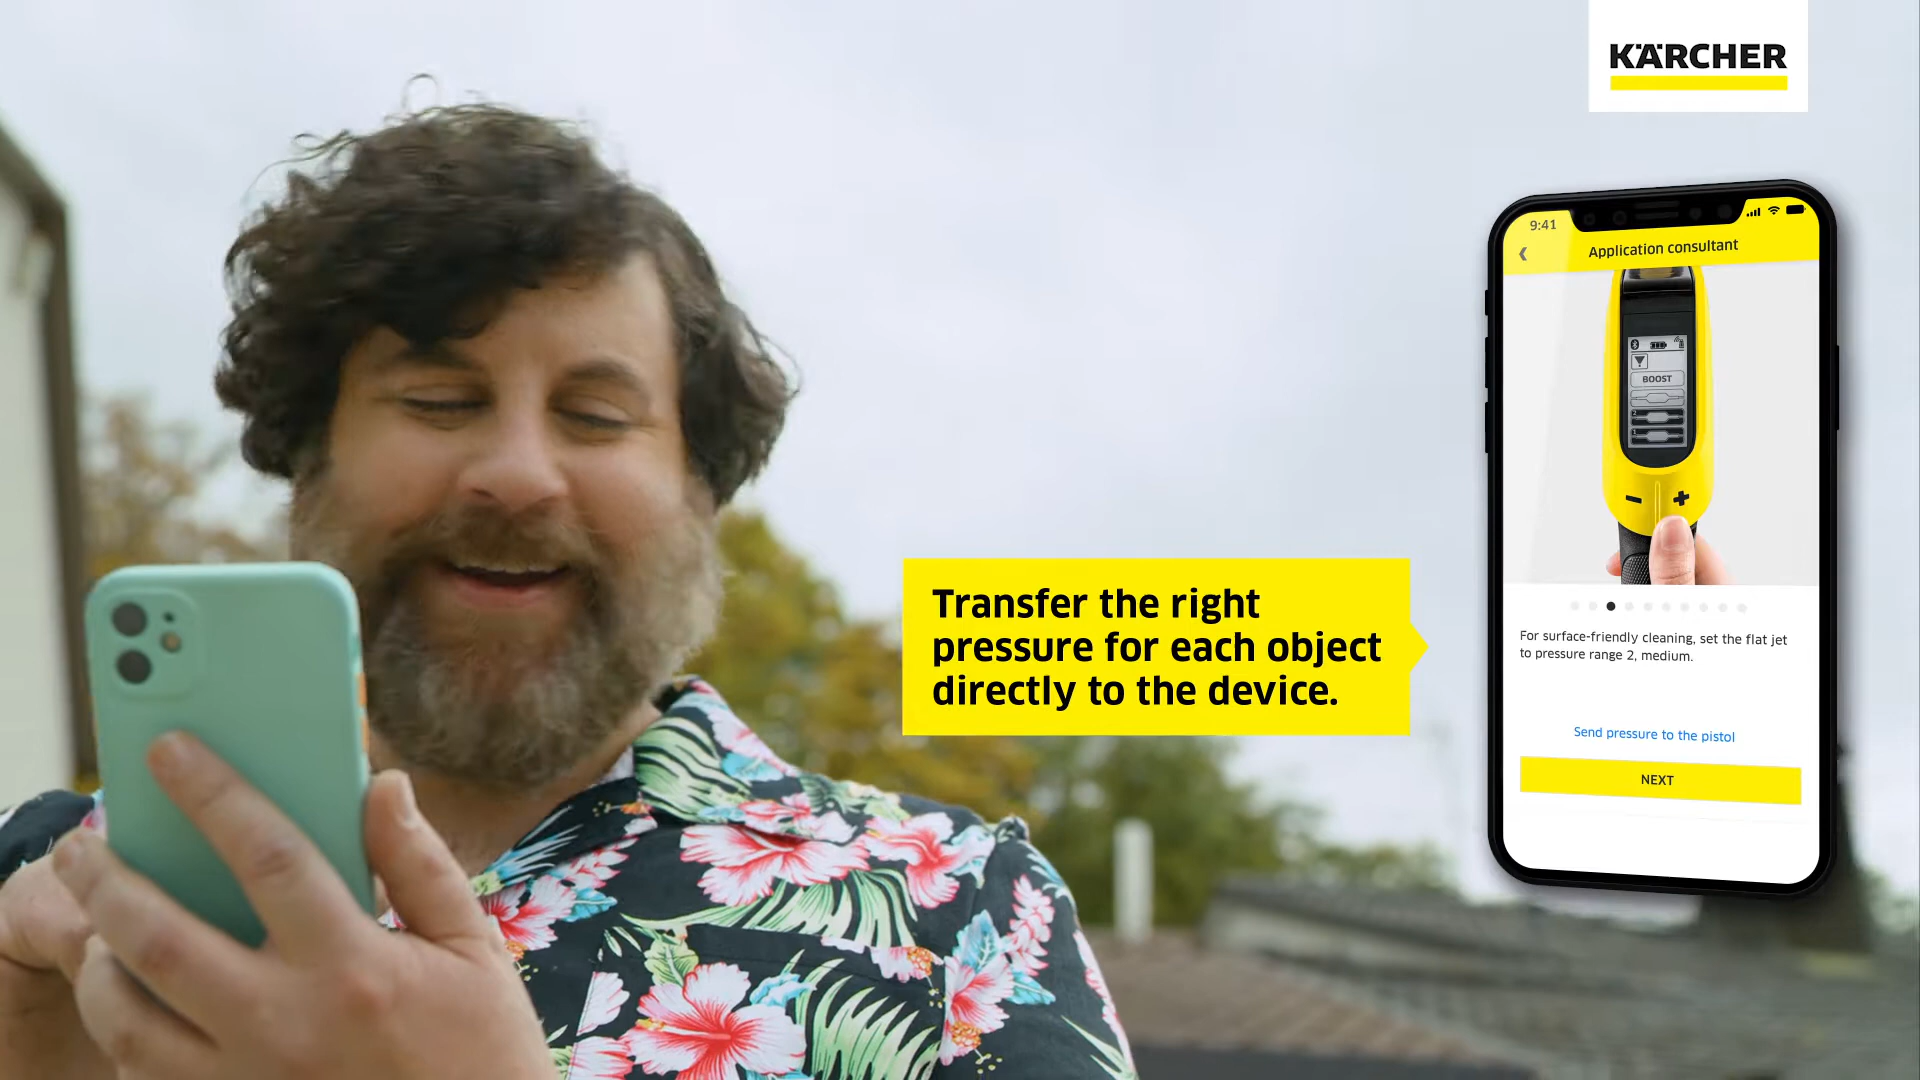 KÄRCHER
9:41
Application consultant
BOOST
Transfer the right
pressure for each object
directly to the device.
For surface-friendly cleaning, set the flat jet
to pressure range 2, medium.
Send pressure to the pistol
NEXT